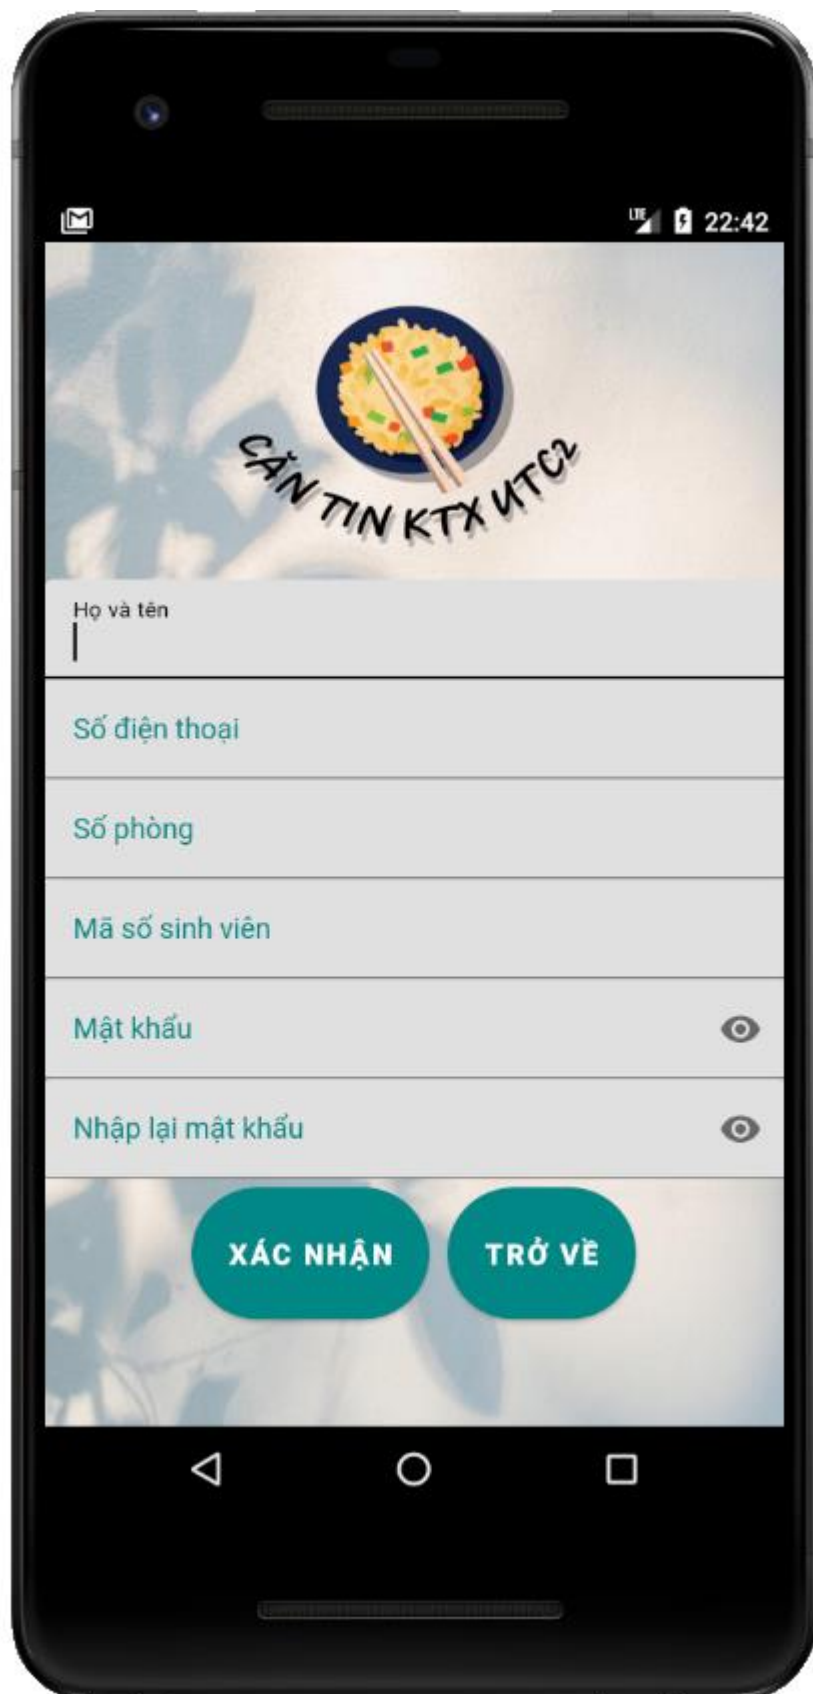 LTE 22:42
CĂN TIN KTX UTC2
Họ và tên
Số điện thoại
Số phòng
Mã số sinh viên
Mật khẩu
Nhập lại mật khẩu
XÁC NHẬN TRỞ VỀ